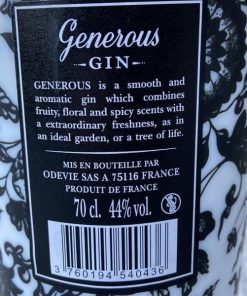 Generous
GIN
GENEROUS is a smooth and
aromatic gin which combines
fruity, floral and spicy scents with
a extraordinary freshness, as in
an ideal garden, or a tree of life.
MIS EN BOUTEILLE PAR
ODEVIE SAS A 75116 FRANCE
PRODUIT DE FRANCE
70 cl. 44% vol.
3 760194 540436